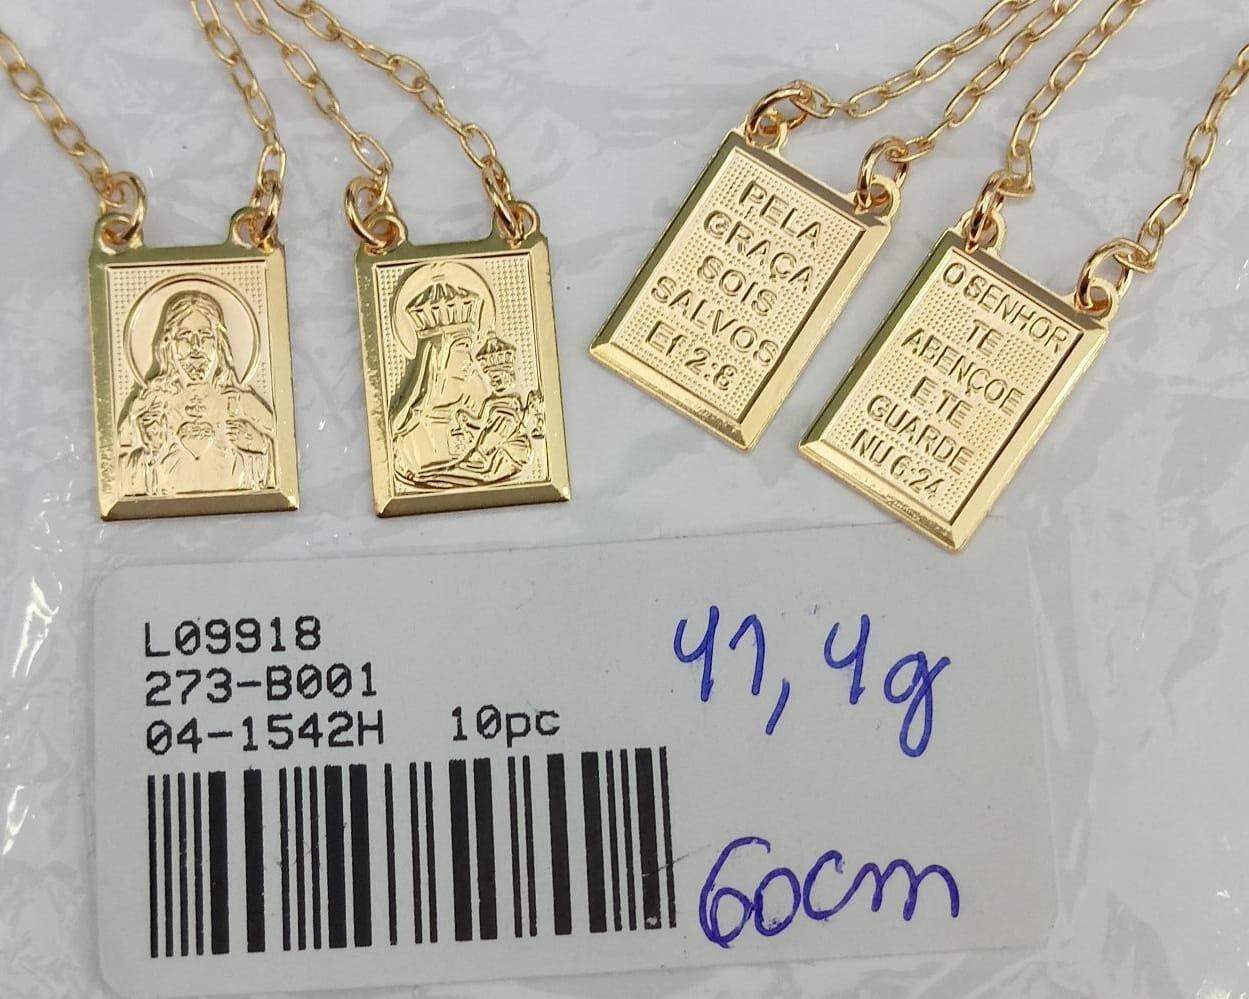 PELA
GRAÇA
SOIS
SALVOS
Ef 2:8
O SENHOR
TE
ABENÇOE
E TE
GUARDE
NU 6:24
L09918
273-B001
04-1542H 10pc
41,4g
60cm